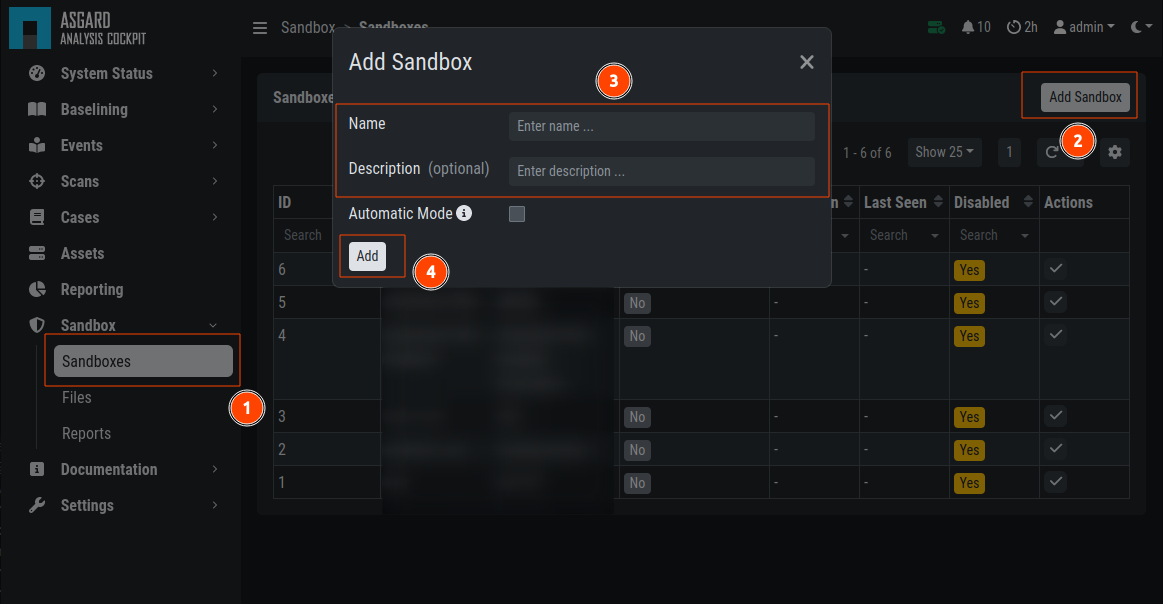 ASGARD
ANALYSIS COCKPIT
Sandbox > Sandboxes
10 2h admin
System Status
Baselining
Events
Scans
Cases
Assets
Reporting
Sandbox
Sandboxes
1
Files
Reports
Documentation
Settings
Add Sandbox
3
Name
Enter name ...
Description (optional)
Enter description ...
Automatic Mode
Add
4
Add Sandbox
2
1 - 6 of 6 Show 25 1
ID Last Seen Disabled Actions
Search Search Search
6 - Yes
5 No - - Yes
4 No - - Yes
3 No - - Yes
2 No - - Yes
1 No - - Yes